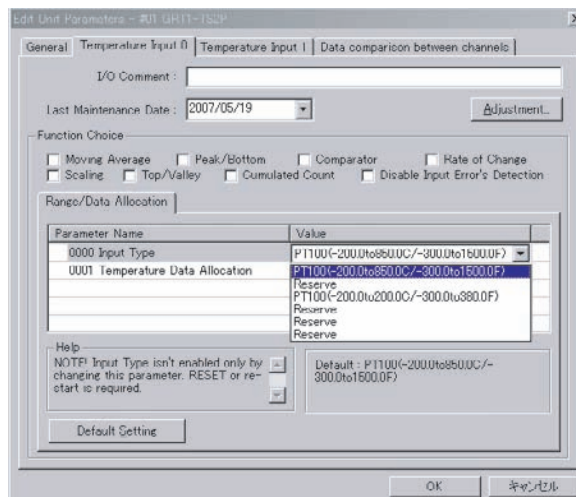 Edit Unit Parameters - #01 GRT1-TS2P
General Temperature Input 0 Temperature Input 1 Data comparison between channels
I/O Comment :
Last Maintenance Date : 2007/05/19 Adjustment...
Function Choice
Moving Average Peak/Bottom Comparator Rate of Change
Scaling Top/Valley Cumulated Count Disable Input Error's Detection
Range/Data Allocation
Parameter Name Value
0000 Input Type PT100(-200.0to850.0C/-300.0to1500.0F)
0001 Temperature Data Allocation PT100(-200.0to850.0C/-300.0to1500.0F)
Reserve
PT100(-200.0to200.0C/-300.0to380.0F)
Reserve
Reserve
Reserve
Help
NOTE! Input Type isn't enabled only by
changing this parameter. RESET or re-
start is required.
Default : PT100(-200.0to850.0C/-
300.0to1500.0F)
Default Setting
OK キャンセル